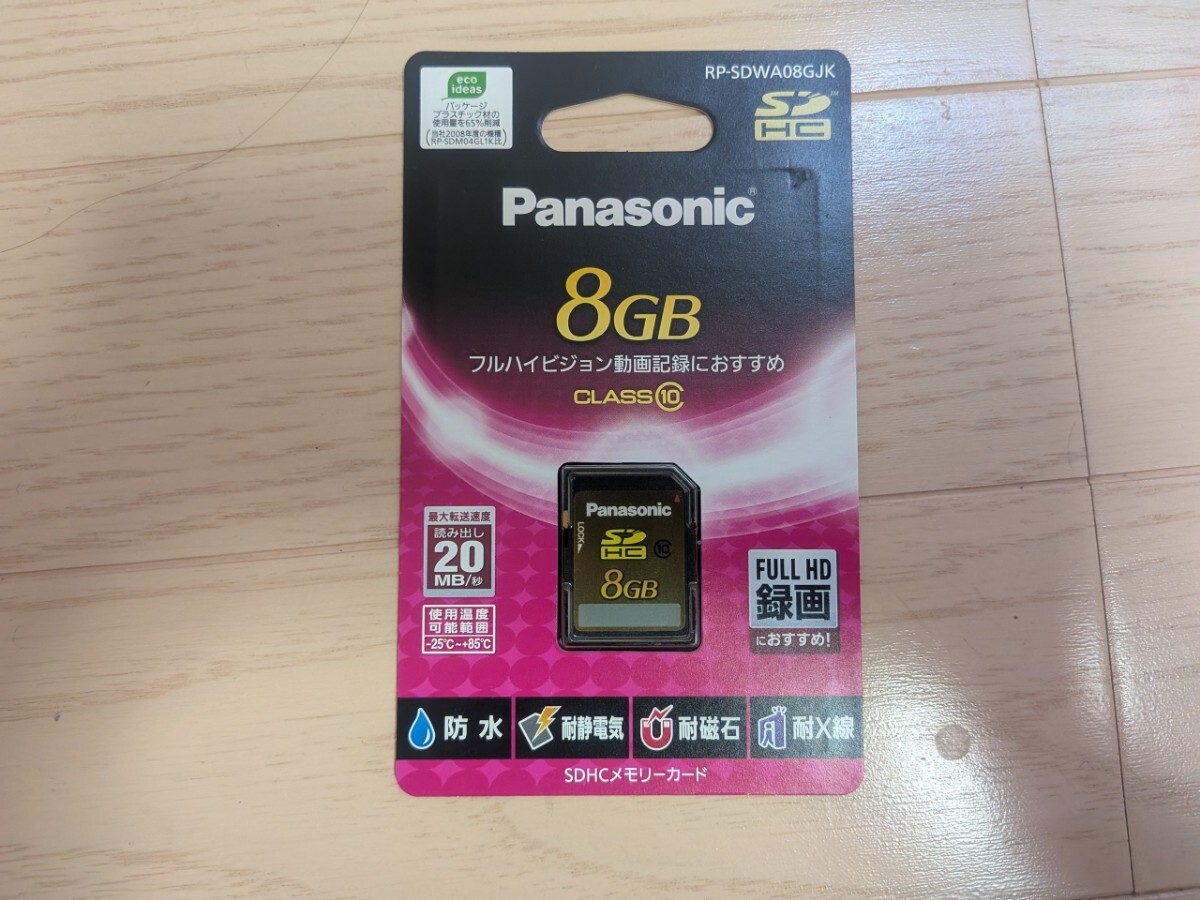 eco
ideas
パッケージ
プラスチック材の
使用量を65%削減
(当社2008年度の機種
RP-SDM04GL1K比)
RP-SDWA08GJK
SD
HC
™
Panasonic®
8GB
フルハイビジョン動画記録におすすめ
CLASS10
最大転送速度
読み出し
20
MB/秒
使用温度
可能範囲
-25℃~+85℃
Panasonic
LOCK
SD
HC
10
8GB
FULL HD
録画
におすすめ!
防水
耐静電気
耐磁石
耐X線
SDHCメモリーカード